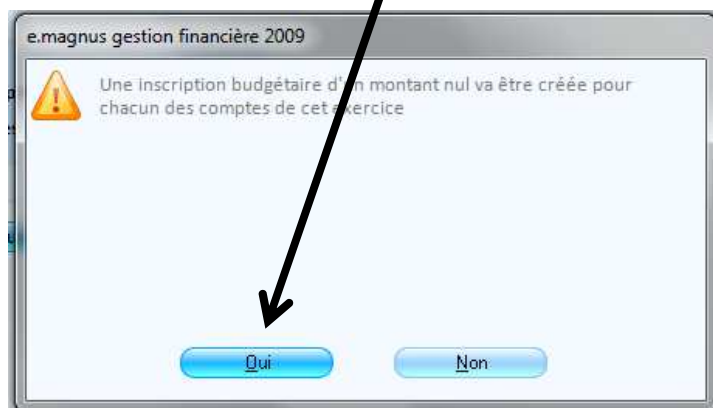 e.magnus gestion financière 2009
Une inscription budgétaire d'un montant nul va être créée pour
chacun des comptes de cet exercice
Oui
Non